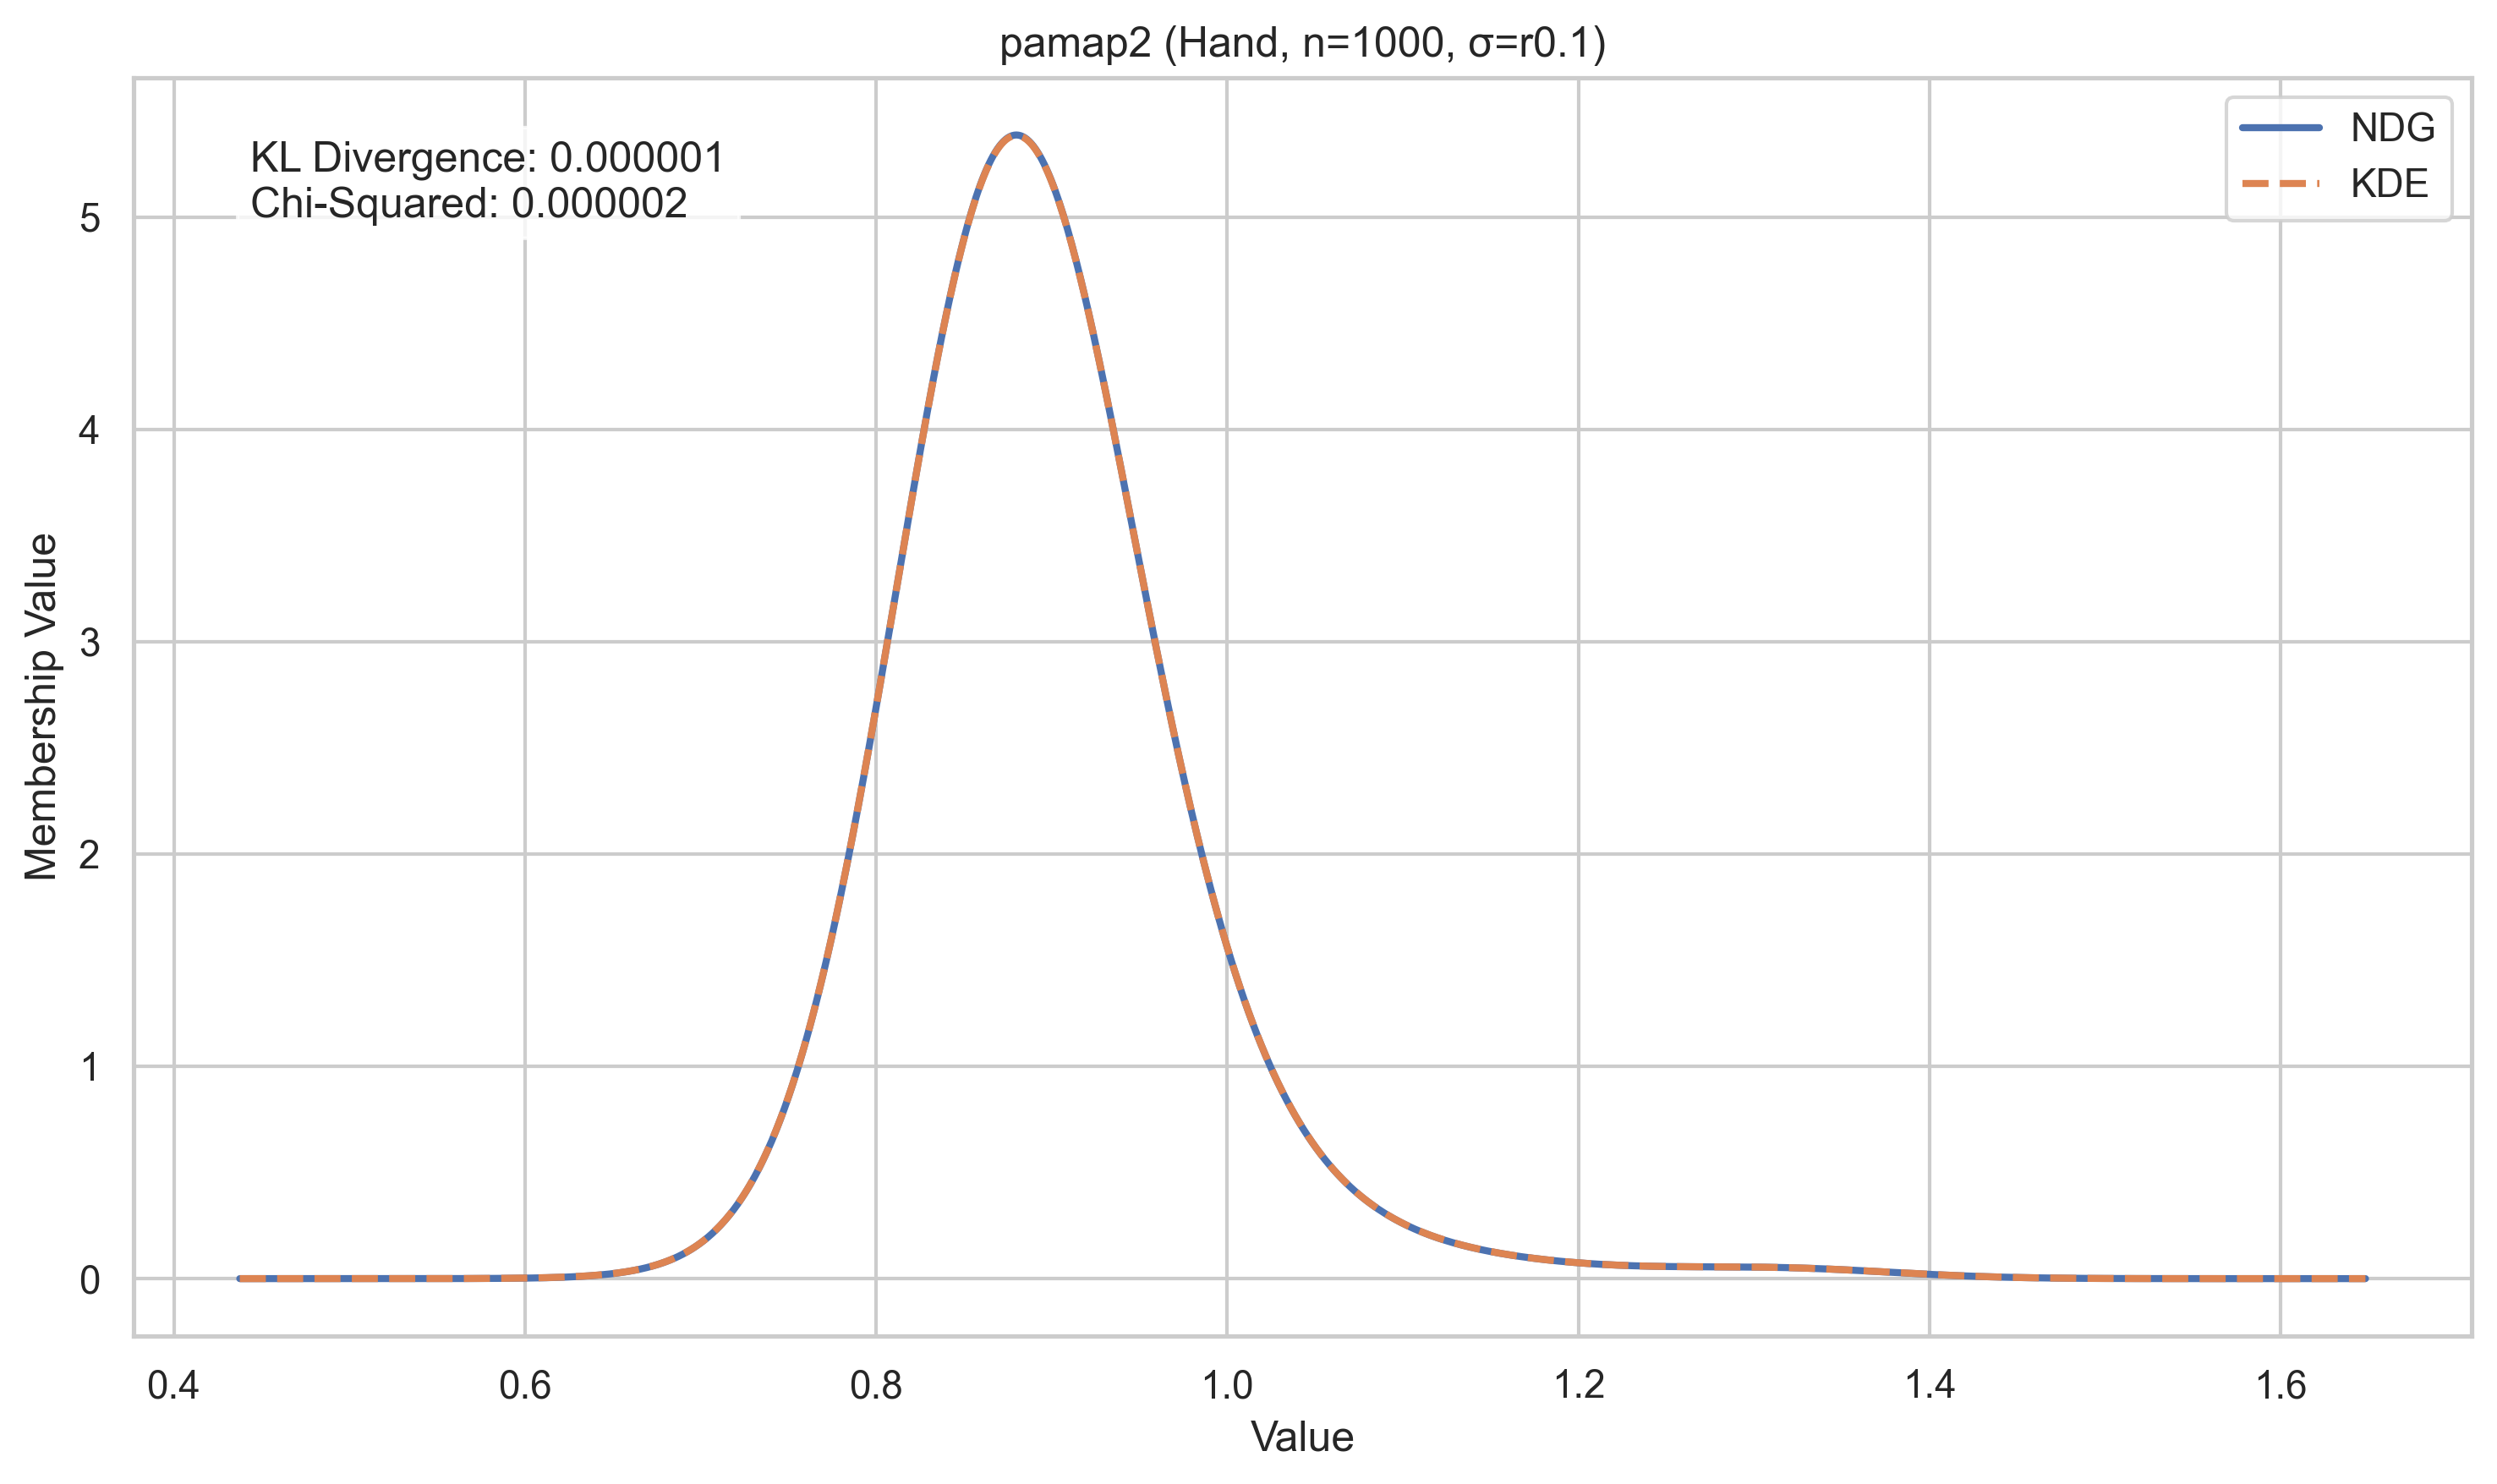 pamap2 (Hand, n=1000, σ=r0.1)
KL Divergence: 0.000001
Chi-Squared: 0.000002
NDG
KDE
Membership Value
5
4
3
2
1
0
0.4 0.6 0.8 1.0 1.2 1.4 1.6
Value